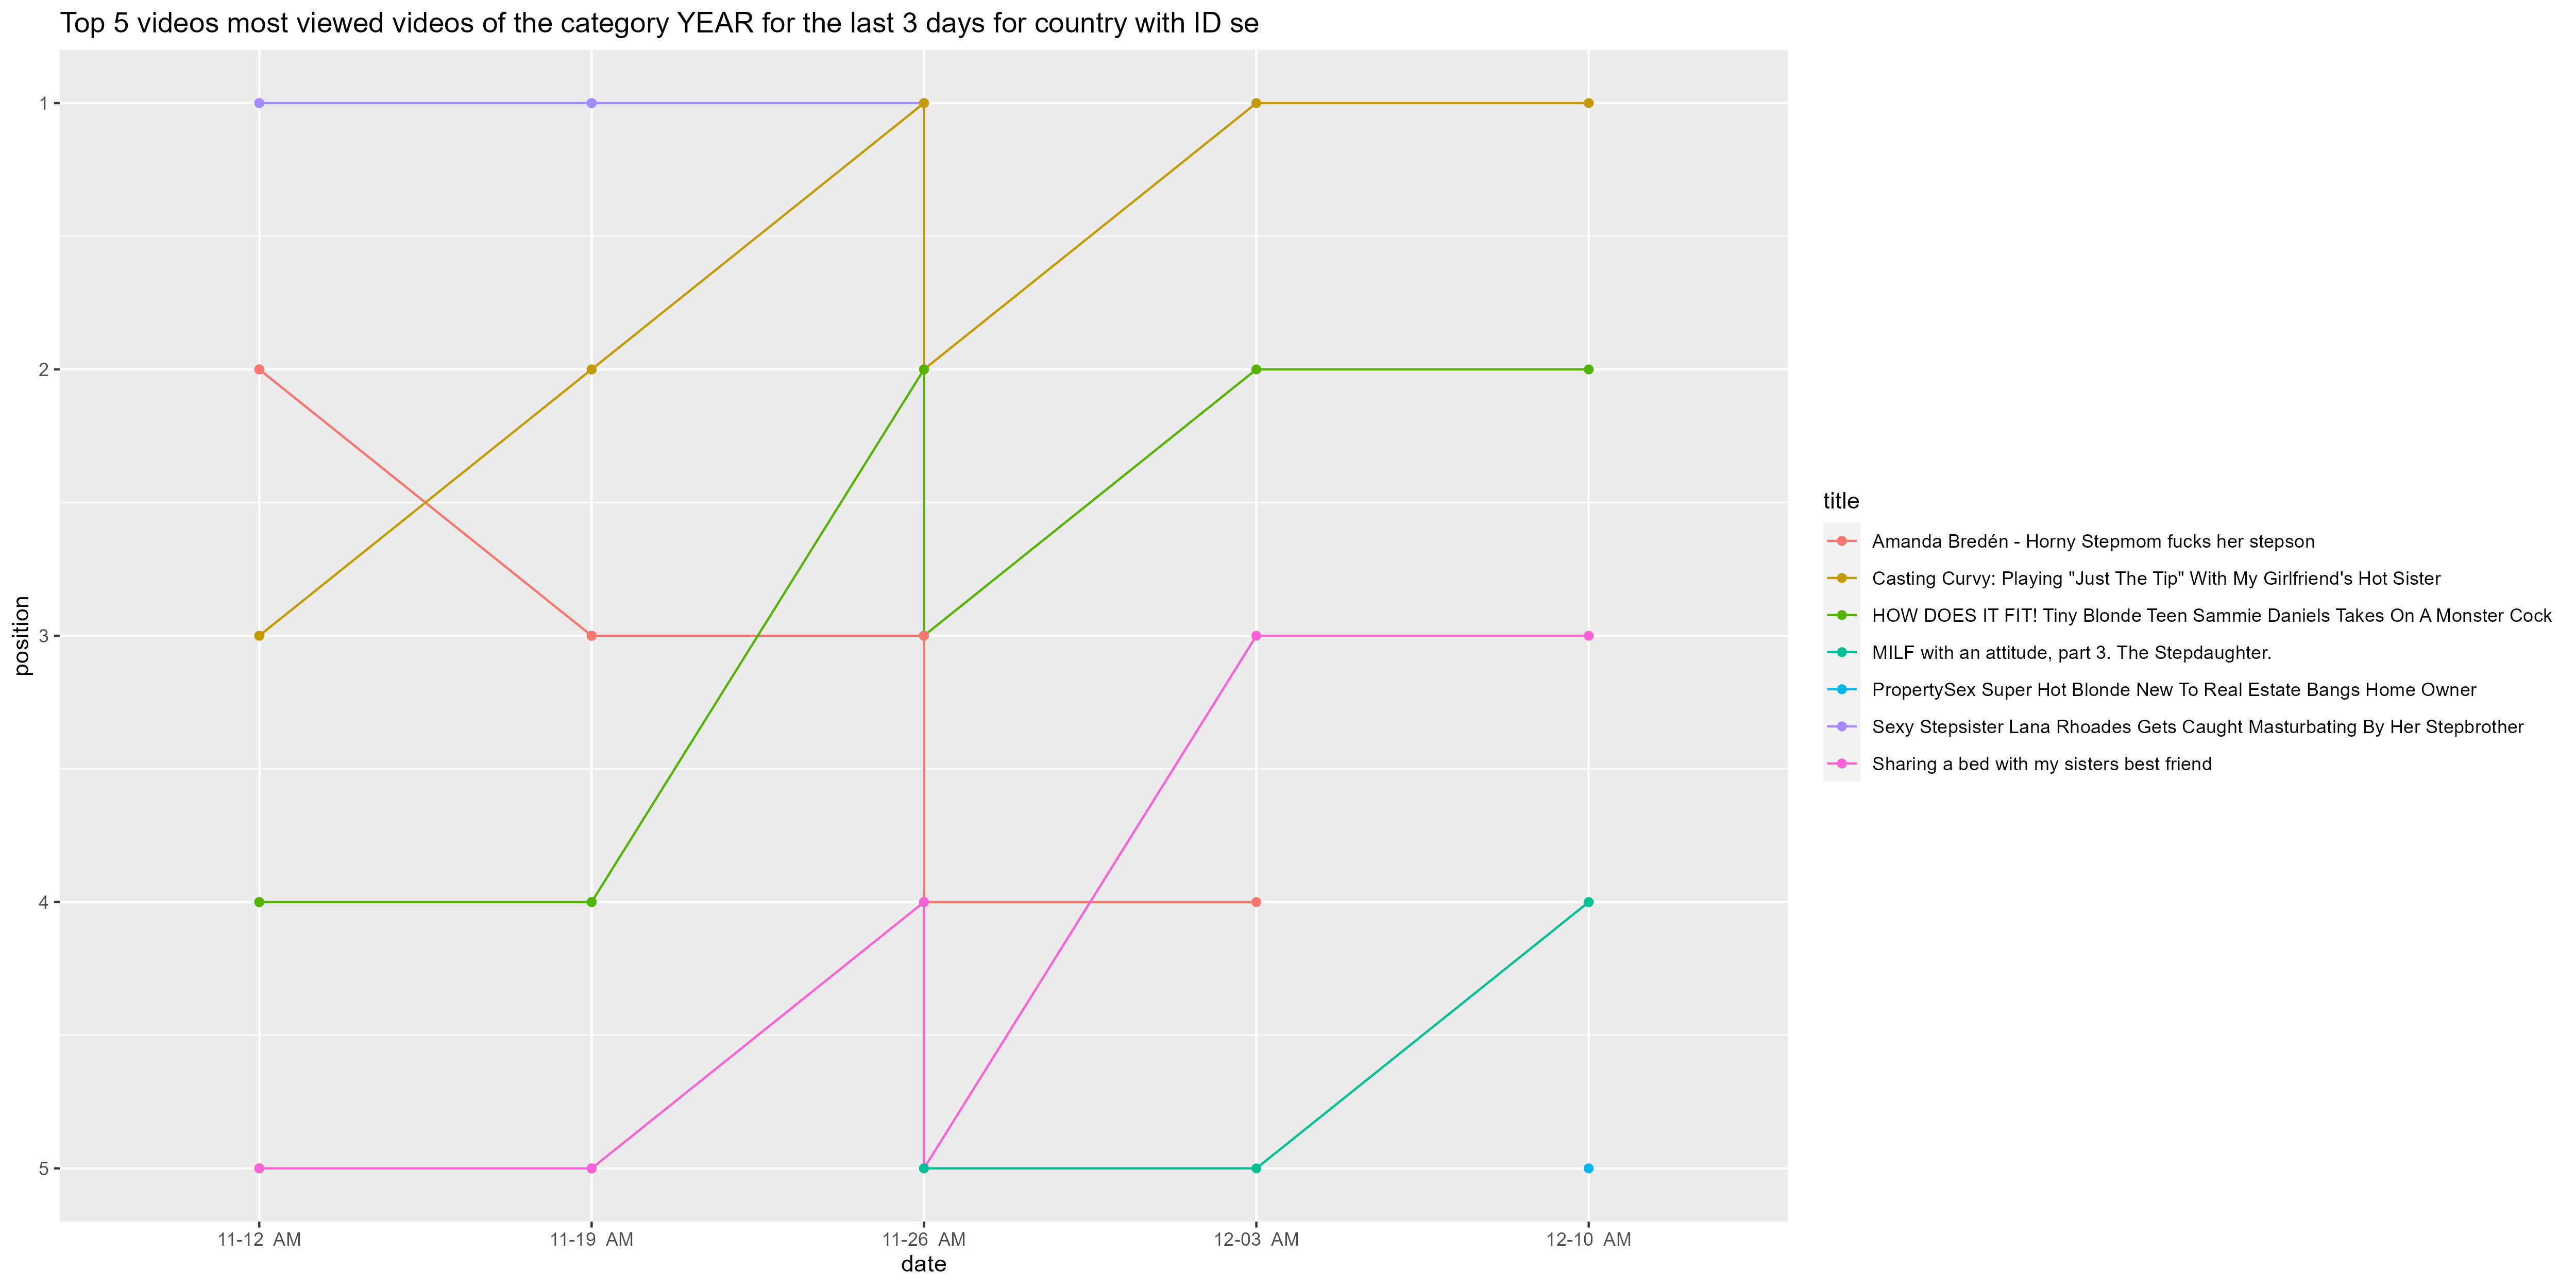 Top 5 videos most viewed videos of the category YEAR for the last 3 days for country with ID se
1
2
3
4
5
position
11-12 AM
11-19 AM
11-26 AM
12-03 AM
12-10 AM
date
title
Amanda Bredén - Horny Stepmom fucks her stepson
Casting Curvy: Playing "Just The Tip" With My Girlfriend's Hot Sister
HOW DOES IT FIT! Tiny Blonde Teen Sammie Daniels Takes On A Monster Cock
MILF with an attitude, part 3. The Stepdaughter.
PropertySex Super Hot Blonde New To Real Estate Bangs Home Owner
Sexy Stepsister Lana Rhoades Gets Caught Masturbating By Her Stepbrother
Sharing a bed with my sisters best friend